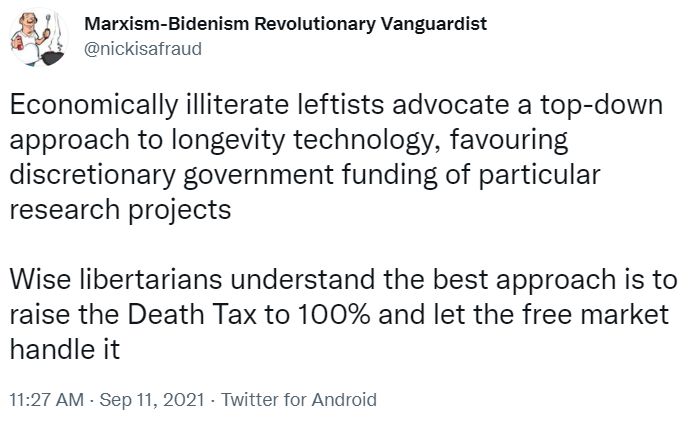 Marxism-Bidenism Revolutionary Vanguardist
@nickisafraud
Economically illiterate leftists advocate a top-down
approach to longevity technology, favouring
discretionary government funding of particular
research projects
Wise libertarians understand the best approach is to
raise the Death Tax to 100% and let the free market
handle it
11:27 AM · Sep 11, 2021 · Twitter for Android